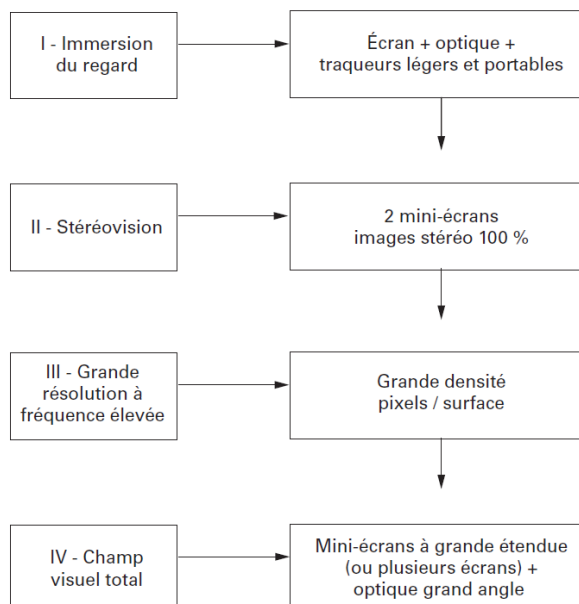 I - Immersion
du regard
Écran + optique +
traqueurs légers et portables
II - Stéréovision
2 mini-écrans
images stéréo 100 %
III - Grande
résolution à
fréquence élevée
Grande densité
pixels / surface
IV - Champ
visuel total
Mini-écrans à grande étendue
(ou plusieurs écrans) +
optique grand angle